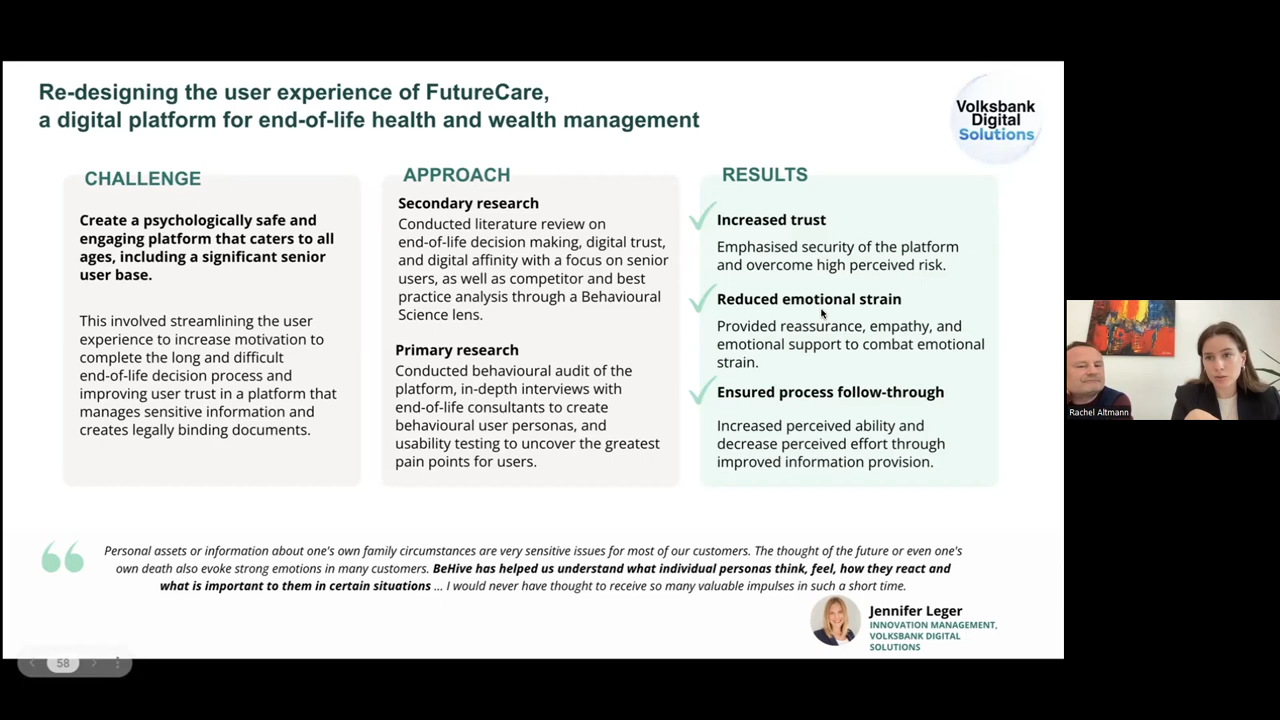 Re-designing the user experience of FutureCare,
a digital platform for end-of-life health and wealth management
Volksbank
Digital
Solutions
CHALLENGE
Create a psychologically safe and
engaging platform that caters to all
ages, including a significant senior
user base.
This involved streamlining the user
experience to increase motivation to
complete the long and difficult
end-of-life decision process and
improving user trust in a platform that
manages sensitive information and
creates legally binding documents.
APPROACH
Secondary research
Conducted literature review on
end-of-life decision making, digital trust,
and digital affinity with a focus on senior
users, as well as competitor and best
practice analysis through a Behavioural
Science lens.
Primary research
Conducted behavioural audit of the
platform, in-depth interviews with
end-of-life consultants to create
behavioural user personas, and
usability testing to uncover the greatest
pain points for users.
RESULTS
Increased trust
Emphasised security of the platform
and overcome high perceived risk.
Reduced emotional strain
Provided reassurance, empathy, and
emotional support to combat emotional
strain.
Ensured process follow-through
Increased perceived ability and
decrease perceived effort through
improved information provision.
Personal assets or information about one's own family circumstances are very sensitive issues for most of our customers. The thought of the future or even one's
own death also evoke strong emotions in many customers. BeHive has helped us understand what individual personas think, feel, how they react and
what is important to them in certain situations ... I would never have thought to receive so many valuable impulses in such a short time.
Jennifer Leger
INNOVATION MANAGEMENT,
VOLKSBANK DIGITAL
SOLUTIONS
58
Rachel Altmann